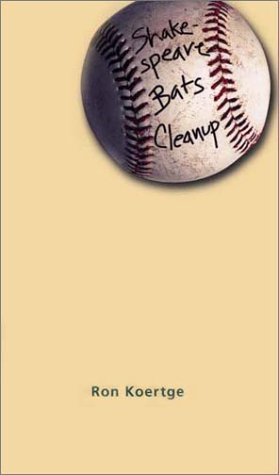 Shake-
speare
Bats
Cleanup
Ron Koertge